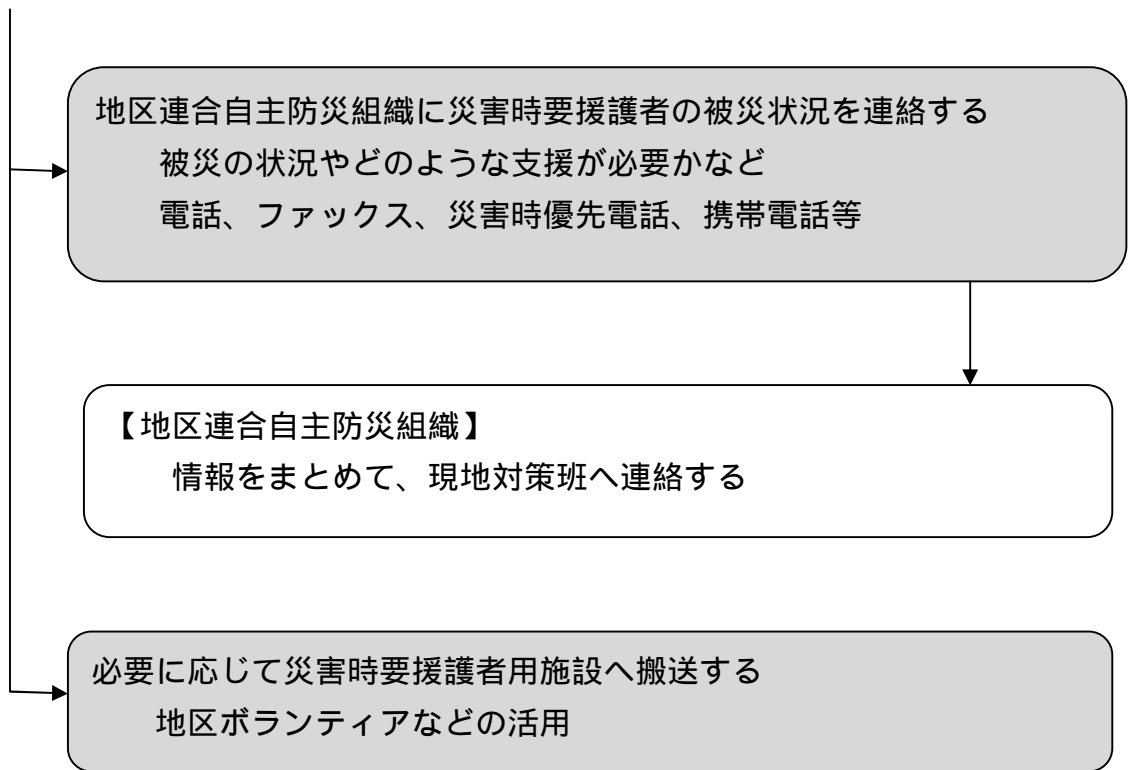 地区連合自主防災組織に災害時要援護者の被災状況を連絡する
被災の状況やどのような支援が必要かなど
電話、ファックス、災害時優先電話、携帯電話等
【地区連合自主防災組織】
情報をまとめて、現地対策班へ連絡する
必要に応じて災害時要援護者用施設へ搬送する
地区ボランティアなどの活用